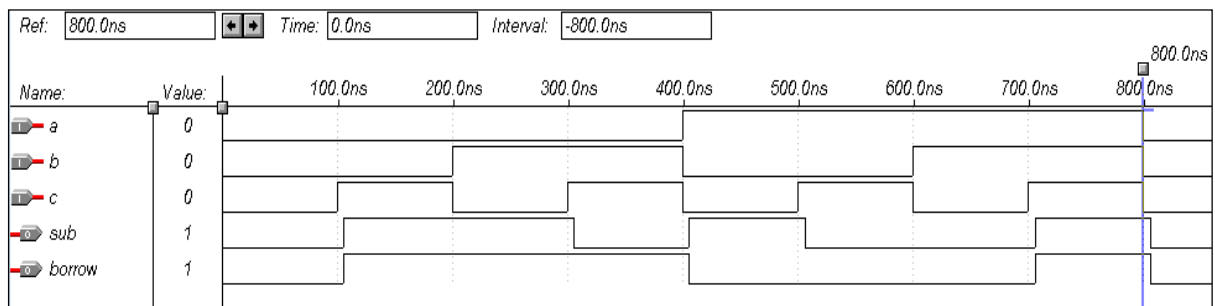 Ref: 800.0ns Time: 0.0ns Interval: -800.0ns
800.0ns
Name: Value: 100.0ns 200.0ns 300.0ns 400.0ns 500.0ns 600.0ns 700.0ns 800.0ns
I a 0
I b 0
I c 0
O sub 1
O borrow 1